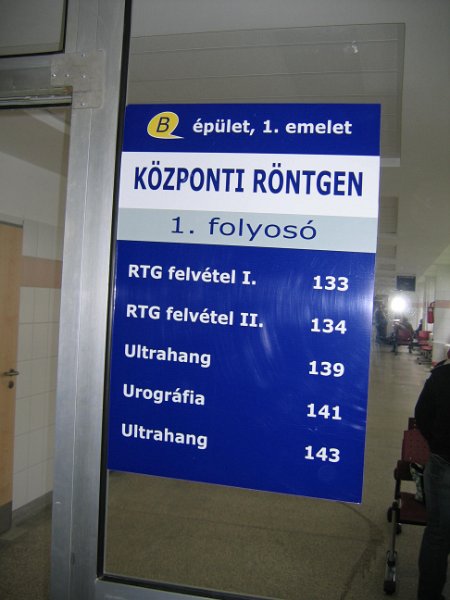 B épület, 1. emelet
KÖZPONTI RÖNTGEN
1. folyosó
RTG felvétel I. 133
RTG felvétel II. 134
Ultrahang 139
Urográfia 141
Ultrahang 143